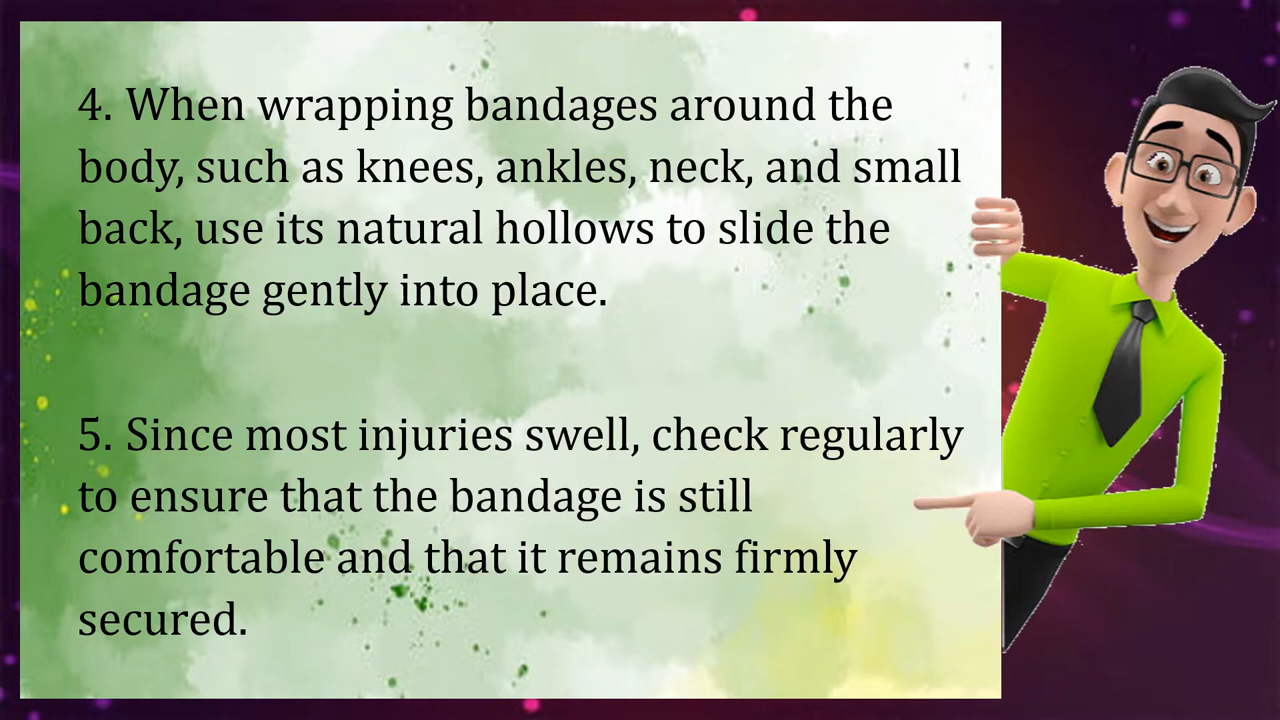 4. When wrapping bandages around the
body, such as knees, ankles, neck, and small
back, use its natural hollows to slide the
bandage gently into place.
5. Since most injuries swell, check regularly
to ensure that the bandage is still
comfortable and that it remains firmly
secured.